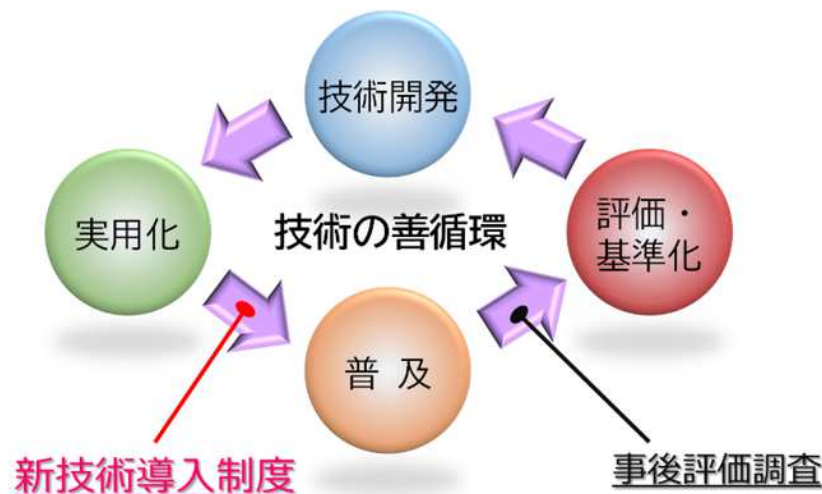 技術開発
実用化
技術の善循環
評価・
基準化
普 及
新技術導入制度
事後評価調査